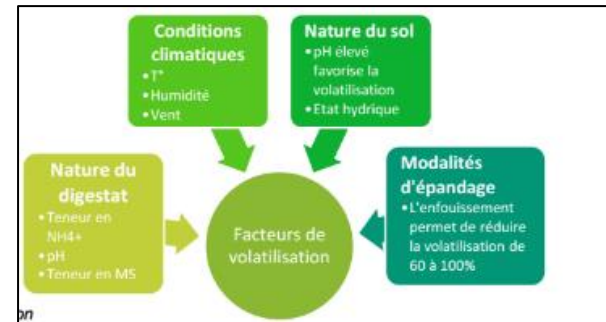 Conditions
climatiques
•T°
•Humidité
•Vent
Nature du sol
•pH élevé
favorise la
volatilisation
•Etat hydrique
Nature du
digestat
•Teneur en
NH4+
•pH
•Teneur en MS
Facteurs de
volatilisation
Modalités
d'épandage
•L'enfouissement
permet de réduire
la volatilisation de
60 à 100%
on